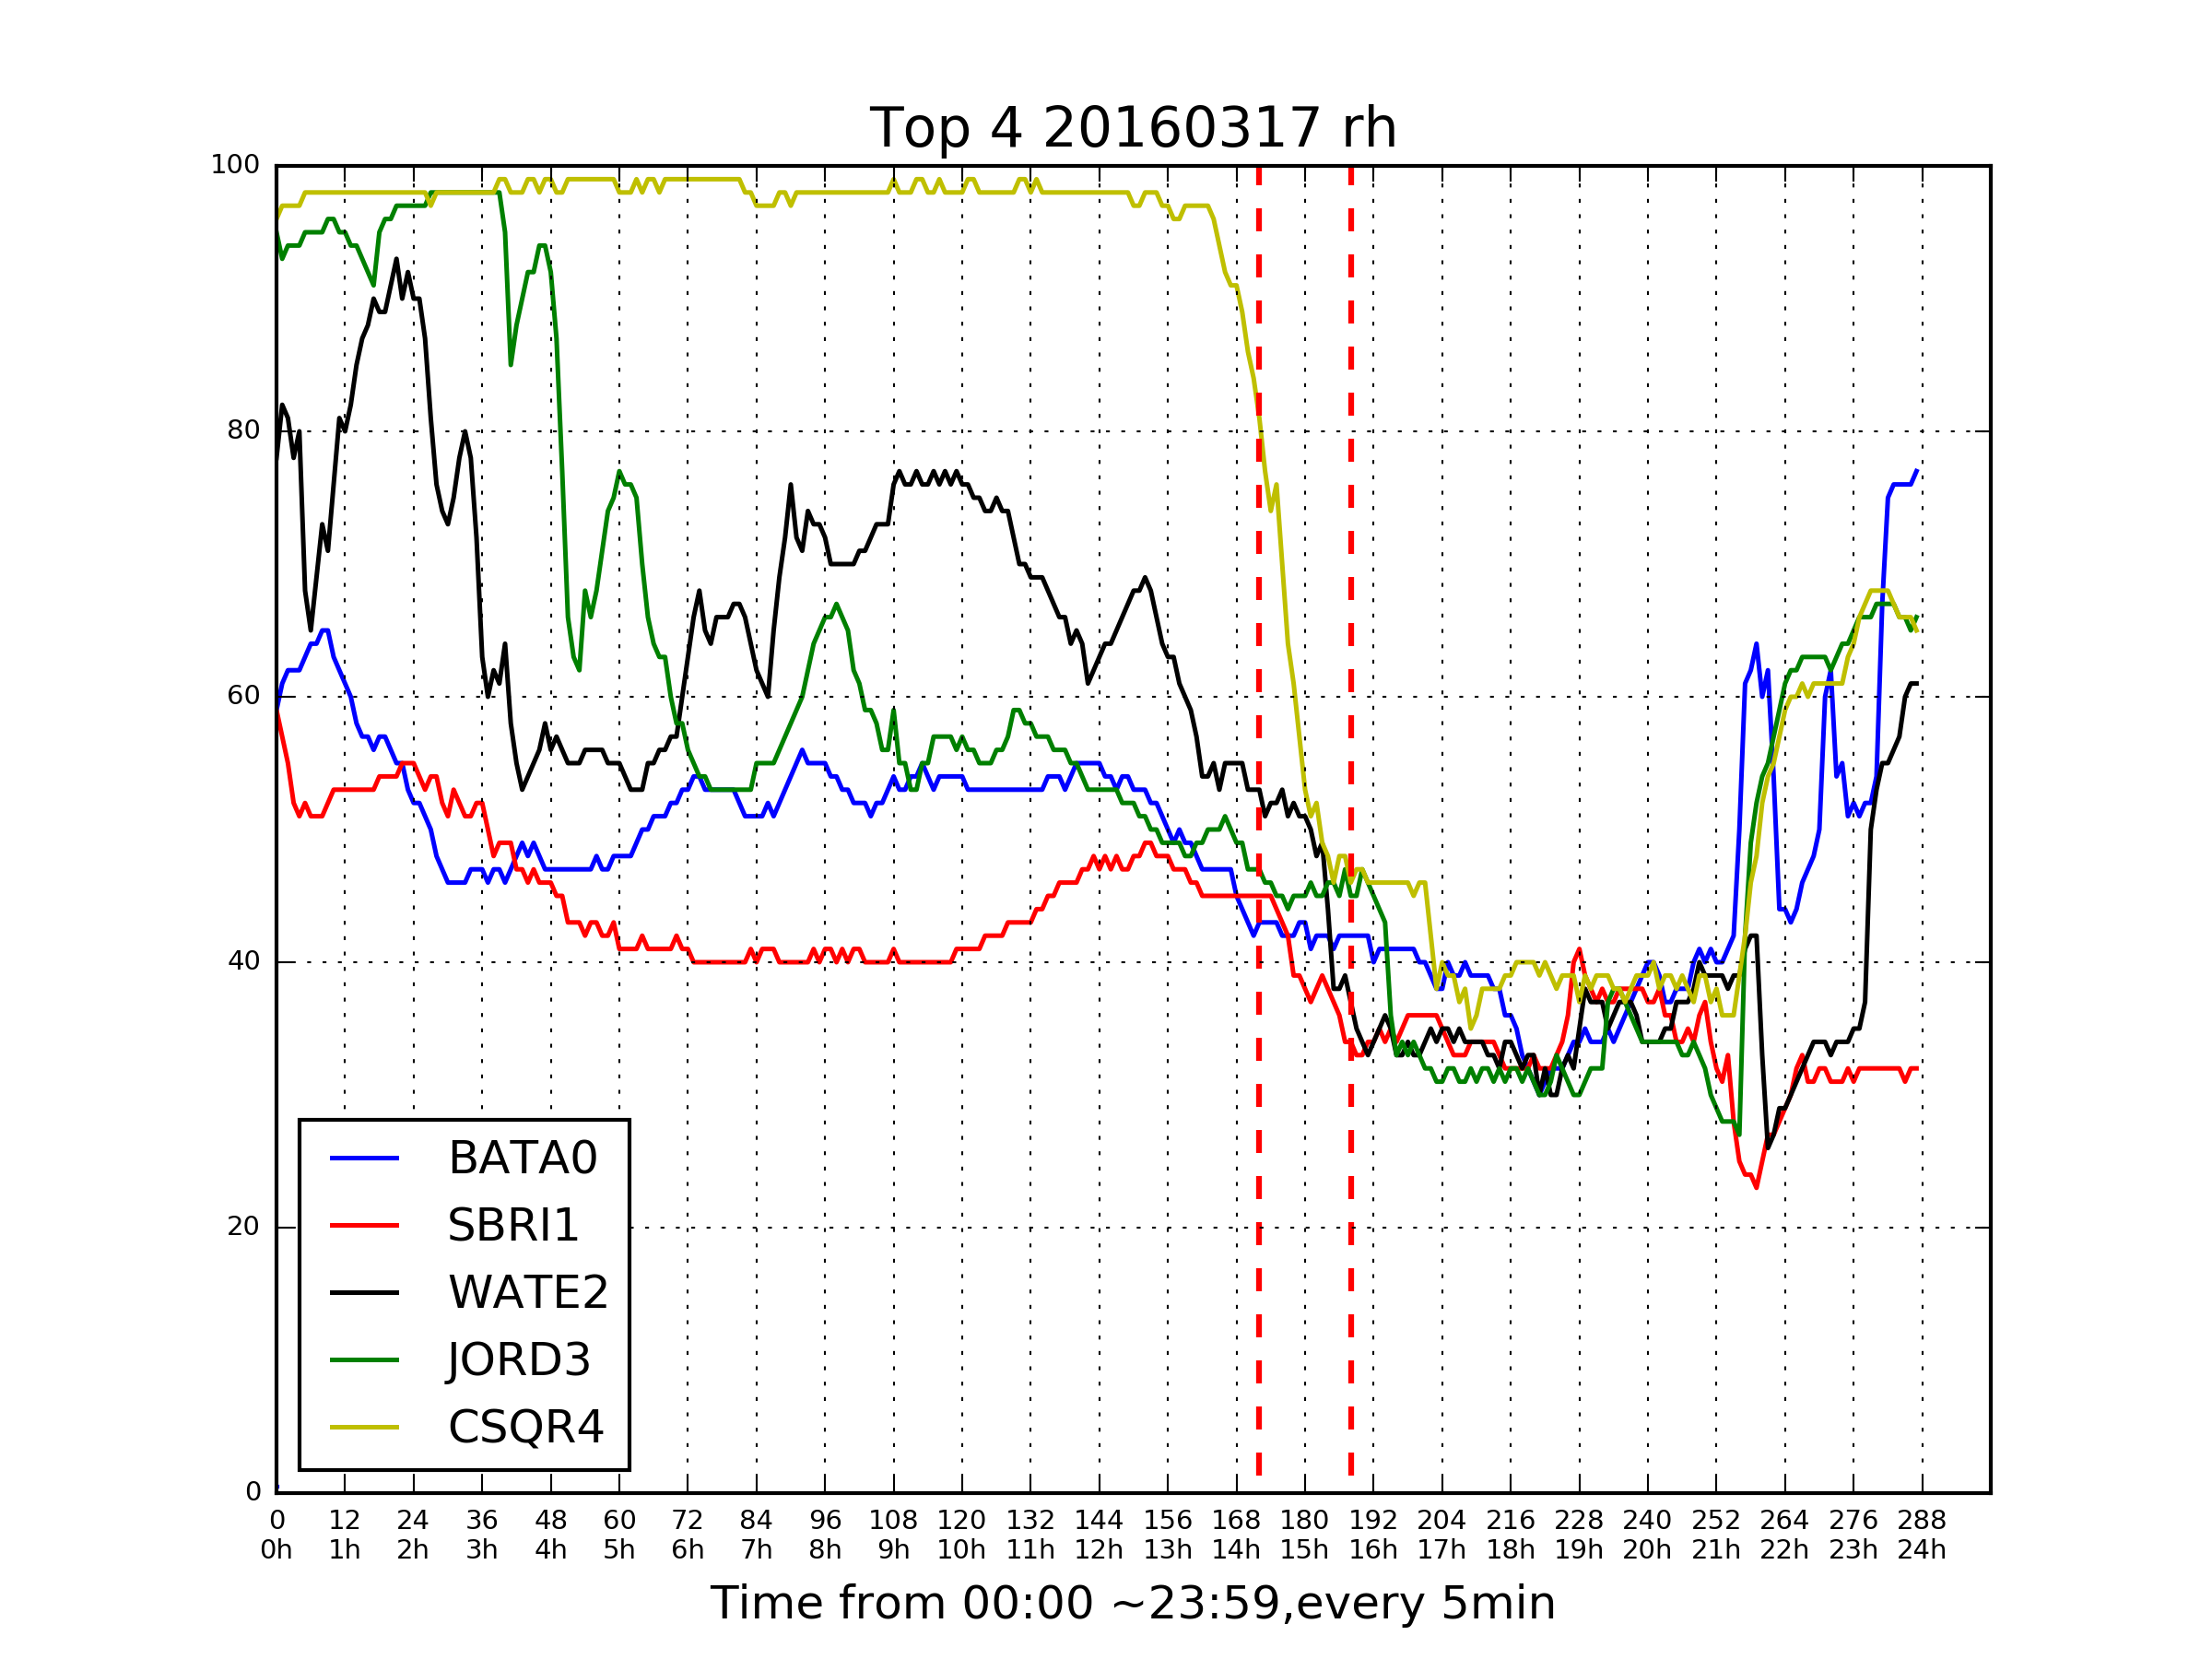 Top 4 20160317 rh
100
80
60
40
20
0
BATA0
SBRI1
WATE2
JORD3
CSQR4
0 12 24 36 48 60 72 84 96 108 120 132 144 156 168 180 192 204 216 228 240 252 264 276 288
0h 1h 2h 3h 4h 5h 6h 7h 8h 9h 10h 11h 12h 13h 14h 15h 16h 17h 18h 19h 20h 21h 22h 23h 24h
Time from 00:00 ~23:59,every 5min